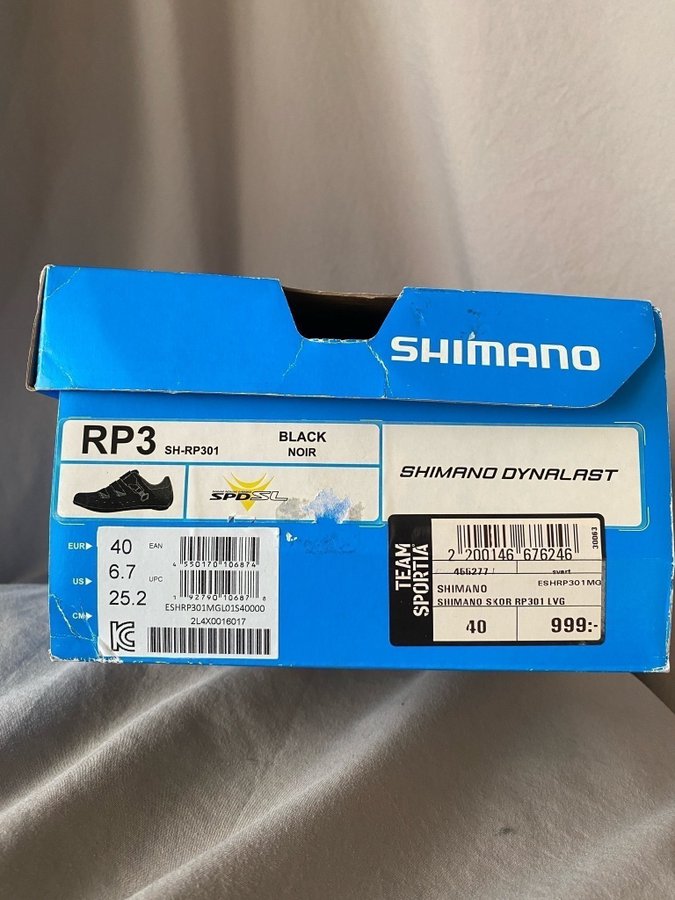 SHIMANO
RP3 SH-RP301
BLACK
NOIR
SPD SL
SHIMANO DYNALAST
EUR 40
US 6.7
CM 25.2
EAN
4 550170 106874
UPC
1 92790 10687 8
ESHRP301MGL01S40000
2L4X0016017
TEAM
SPORTIA
2 200146 676246
30063
455277/ svart
ESHRP301MG
SHIMANO
SHIMANO SKOR RP301 LVG
40 999:-